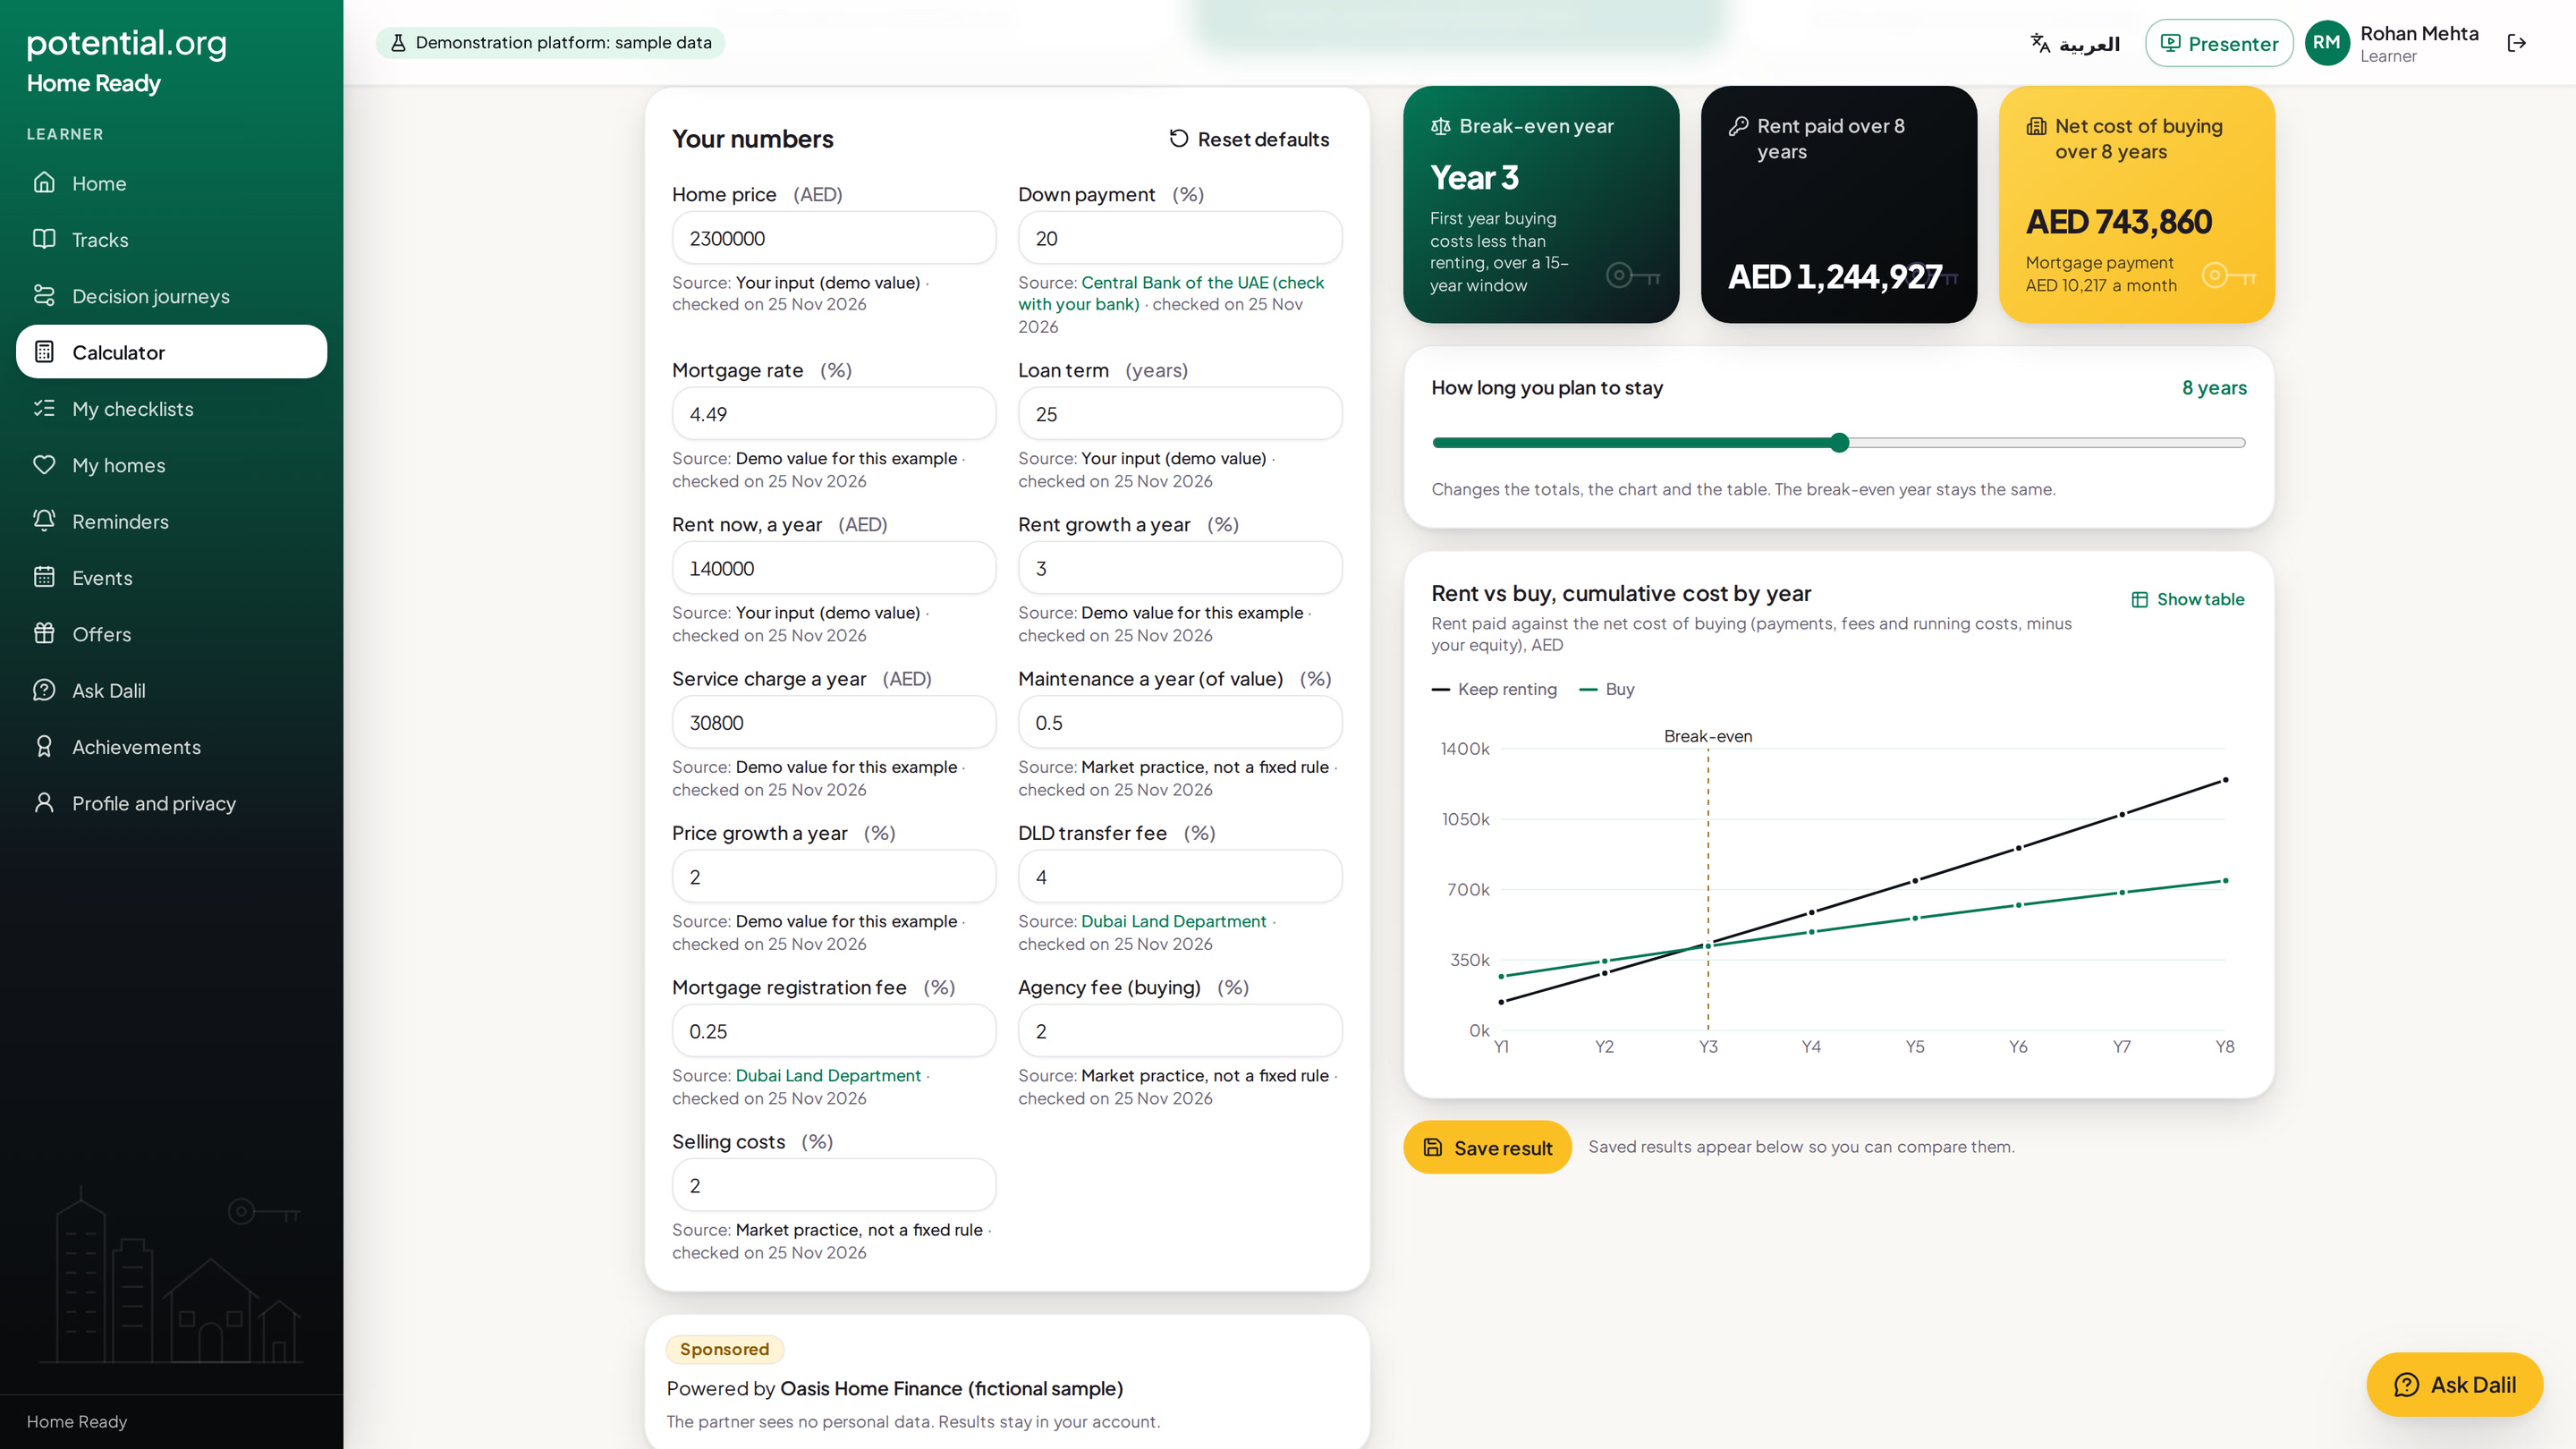 potential.org
Home Ready
LEARNER
Home
Tracks
Decision journeys
Calculator
My checklists
My homes
Reminders
Events
Offers
Ask Dalil
Achievements
Profile and privacy
Home Ready
Demonstration platform: sample data
العربية
Presenter
RM
Rohan Mehta
Learner
Your numbers
Reset defaults
Home price (AED)
2300000
Source: Your input (demo value) ·
checked on 25 Nov 2026
Down payment (%)
20
Source: Central Bank of the UAE (check
with your bank) · checked on 25 Nov
2026
Mortgage rate (%)
4.49
Source: Demo value for this example ·
checked on 25 Nov 2026
Loan term (years)
25
Source: Your input (demo value) ·
checked on 25 Nov 2026
Rent now, a year (AED)
140000
Source: Your input (demo value) ·
checked on 25 Nov 2026
Rent growth a year (%)
3
Source: Demo value for this example ·
checked on 25 Nov 2026
Service charge a year (AED)
30800
Source: Demo value for this example ·
checked on 25 Nov 2026
Maintenance a year (of value) (%)
0.5
Source: Market practice, not a fixed rule ·
checked on 25 Nov 2026
Price growth a year (%)
2
Source: Demo value for this example ·
checked on 25 Nov 2026
DLD transfer fee (%)
4
Source: Dubai Land Department ·
checked on 25 Nov 2026
Mortgage registration fee (%)
0.25
Source: Dubai Land Department ·
checked on 25 Nov 2026
Agency fee (buying) (%)
2
Source: Market practice, not a fixed rule ·
checked on 25 Nov 2026
Selling costs (%)
2
Source: Market practice, not a fixed rule ·
checked on 25 Nov 2026
Sponsored
Powered by Oasis Home Finance (fictional sample)
The partner sees no personal data. Results stay in your account.
Break-even year
Year 3
First year buying
costs less than
renting, over a 15-
year window
Rent paid over 8
years
AED 1,244,927
Net cost of buying
over 8 years
AED 743,860
Mortgage payment
AED 10,217 a month
How long you plan to stay
8 years
Changes the totals, the chart and the table. The break-even year stays the same.
Rent vs buy, cumulative cost by year
Show table
Rent paid against the net cost of buying (payments, fees and running costs, minus
your equity), AED
Keep renting
Buy
Break-even
1400k
1050k
700k
350k
0k
Y1
Y2
Y3
Y4
Y5
Y6
Y7
Y8
Save result
Saved results appear below so you can compare them.
Ask Dalil